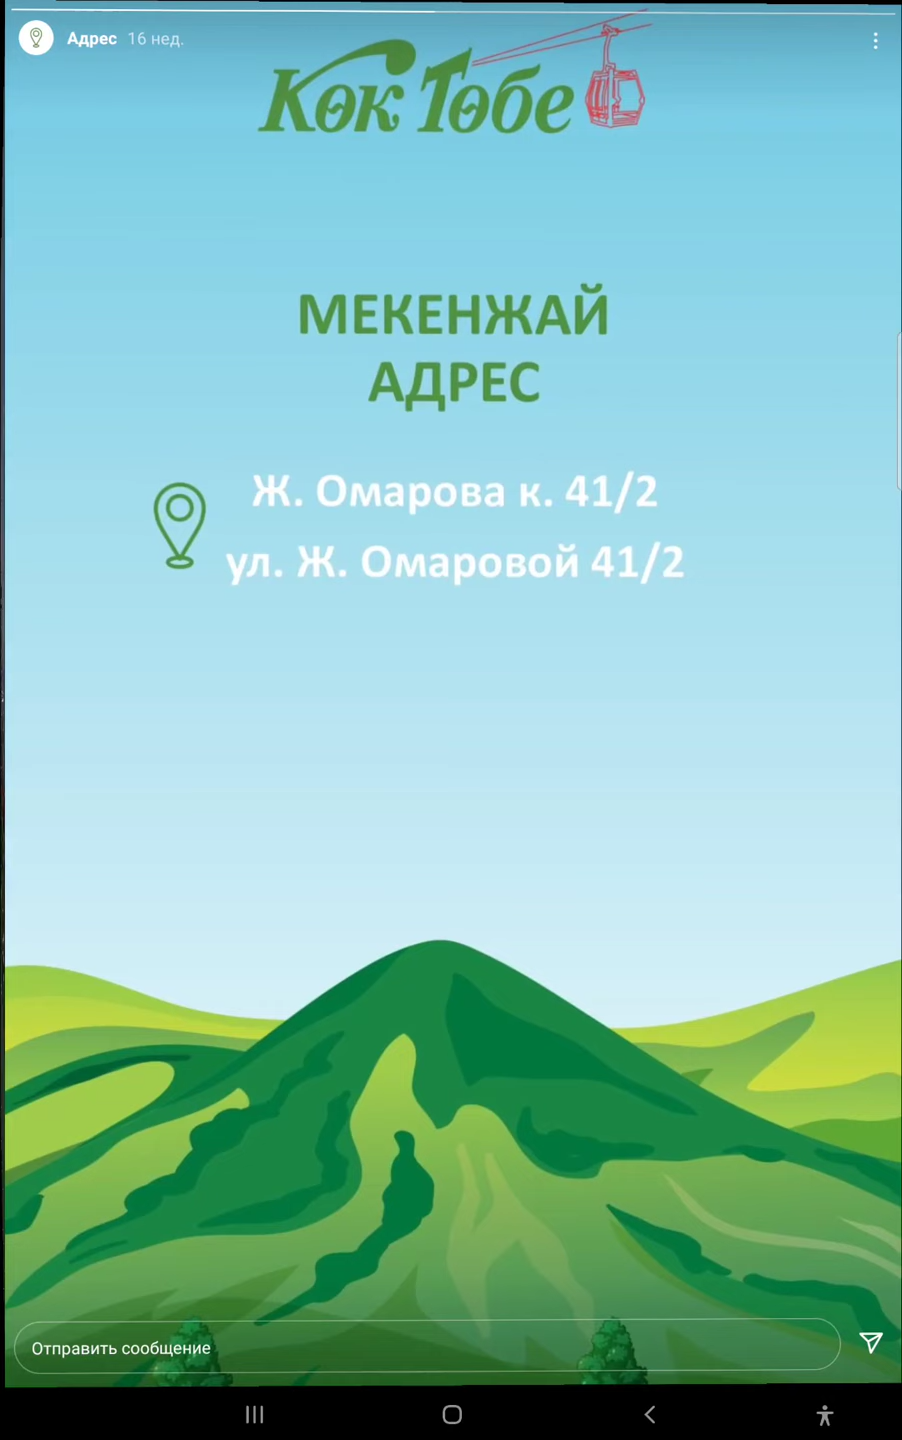 Адрес 16 нед.
Көк Төбе
МЕКЕНЖАЙ
АДРЕС
Ж. Омарова к. 41/2
ул. Ж. Омаровой 41/2
Отправить сообщение